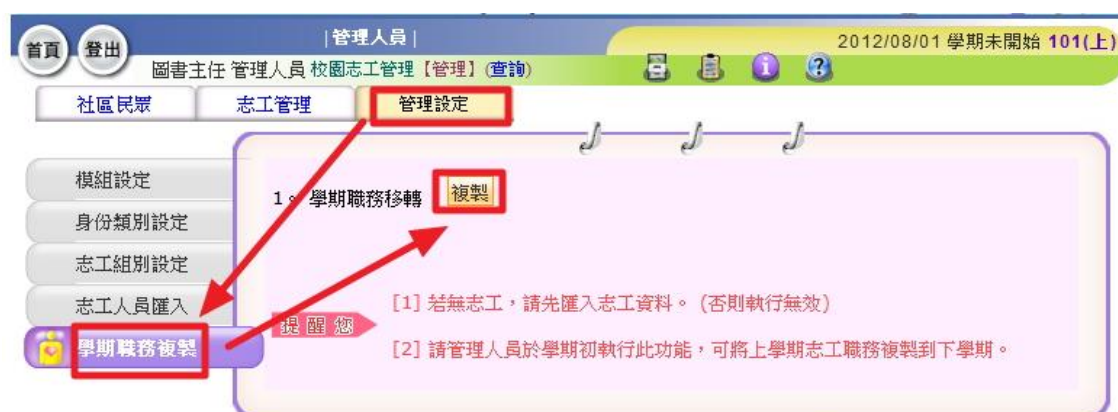 首頁 登出 |管理人員| 2012/08/01 學期未開始 101(上)
圖書主任 管理人員 校園志工管理【管理】(查詢)
社區民眾 志工管理 管理設定
模組設定
身份類別設定
志工組別設定
志工人員匯入
學期職務複製
1。 學期職務移轉 複製
提醒您
[1] 若無志工，請先匯入志工資料。 (否則執行無效)
[2] 請管理人員於學期初執行此功能，可將上學期志工職務複製到下學期。